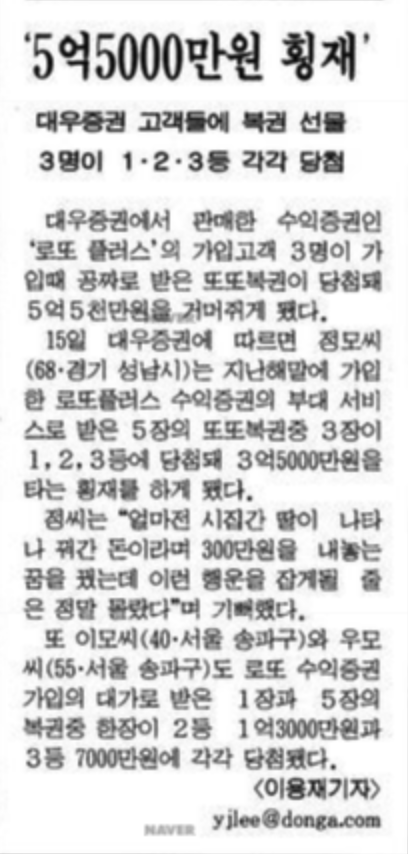 '5억5000만원 횡재'
대우증권 고객들에 복권 선물
3명이 1·2·3등 각각 당첨
대우증권에서 판매한 수익증권인
'로또 플러스'의 가입고객 3명이 가
입때 공짜로 받은 또또복권이 당첨돼
5억5천만원을 거머쥐게 됐다.
15일 대우증권에 따르면 정모씨
(68·경기 성남시)는 지난해말에 가입
한 로또플러스 수익증권의 부대 서비
스로 받은 5장의 또또복권중 3장이
1, 2, 3등에 당첨돼 3억5000만원을
타는 횡재를 하게 됐다.
정씨는 "얼마전 시집간 딸이 나타
나 꿔간 돈이라며 300만원을 내놓는
꿈을 꿨는데 이런 행운을 잡게될 줄
은 정말 몰랐다"며 기뻐했다.
또 이모씨(40·서울 송파구)와 우모
씨(55·서울 송파구)도 로또 수익증권
가입의 대가로 받은 1장과 5장의
복권중 한장이 2등 1억3000만원과
3등 7000만원에 각각 당첨됐다.
<이용재기자>
yjlee@donga.com
NAVER